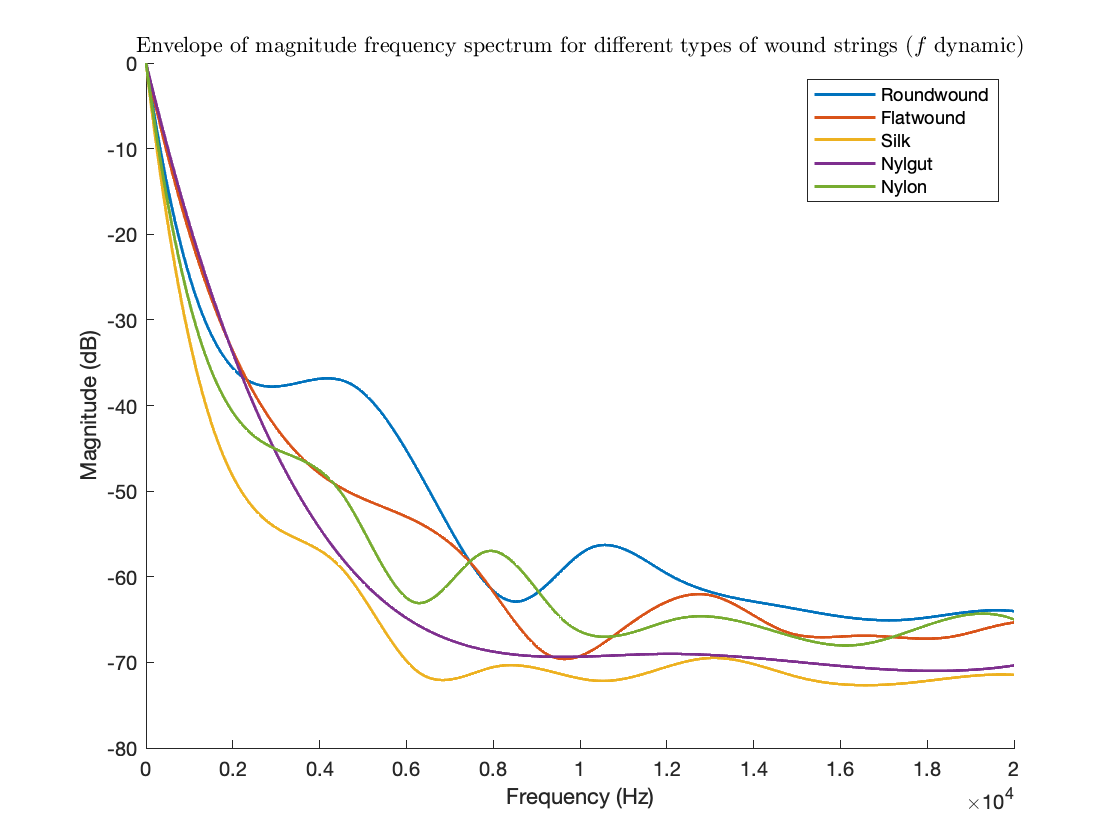 Envelope of magnitude frequency spectrum for different types of wound strings (f dynamic)
Roundwound
Flatwound
Silk
Nylgut
Nylon
Magnitude (dB)
0
-10
-20
-30
-40
-50
-60
-70
-80
0 0.2 0.4 0.6 0.8 1 1.2 1.4 1.6 1.8 2
×10⁴
Frequency (Hz)